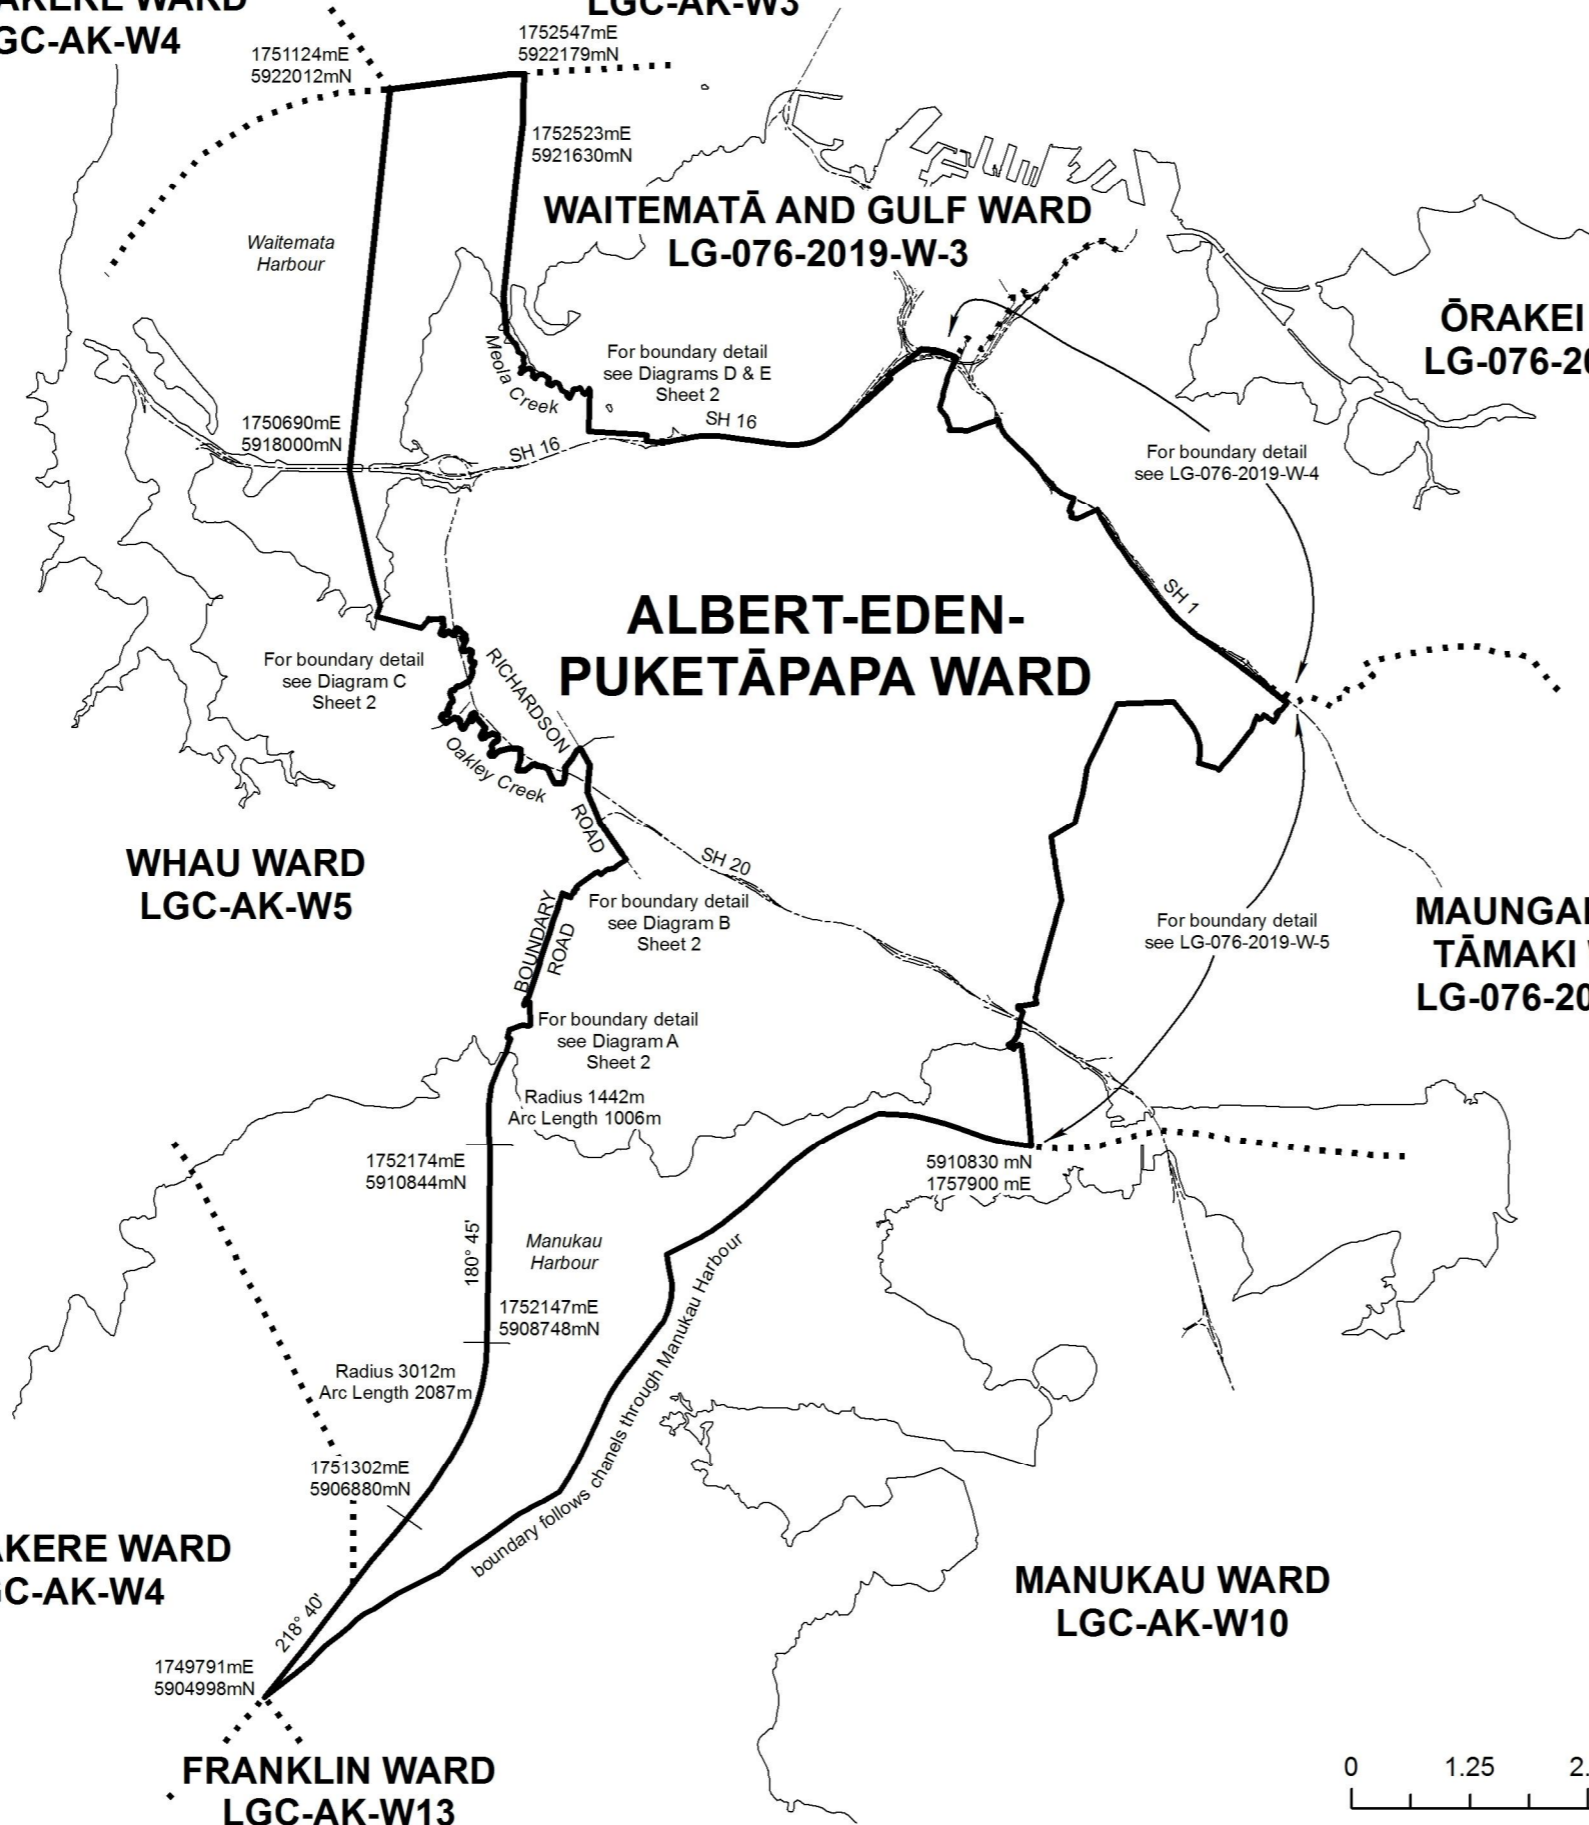 AKERE WARD
GC-AK-W4
LGC-AK-W3
1751124mE
5922012mN
1752547mE
5922179mN
1752523mE
5921630mN
WAITEMATĀ AND GULF WARD
LG-076-2019-W-3
Waitemata
Harbour
ŌRAKEI
LG-076-20
Meola Creek
For boundary detail
see Diagrams D & E
Sheet 2
1750690mE
5918000mN
SH 16
SH 16
For boundary detail
see LG-076-2019-W-4
SH 1
ALBERT-EDEN-
PUKETĀPAPA WARD
For boundary detail
see Diagram C
Sheet 2
RICHARDSON
ROAD
Oakley Creek
SH 20
WHAU WARD
LGC-AK-W5
BOUNDARY
ROAD
For boundary detail
see Diagram B
Sheet 2
For boundary detail
see LG-076-2019-W-5
MAUNGA
TĀMAKI
LG-076-20
For boundary detail
see Diagram A
Sheet 2
Radius 1442m
Arc Length 1006m
1752174mE
5910844mN
5910830 mN
1757900 mE
180° 45'
Manukau
Harbour
1752147mE
5908748mN
Radius 3012m
Arc Length 2087m
boundary follows chanels through Manukau Harbour
1751302mE
5906880mN
AKERE WARD
GC-AK-W4
218° 40'
MANUKAU WARD
LGC-AK-W10
1749791mE
5904998mN
FRANKLIN WARD
LGC-AK-W13
0 1.25 2.